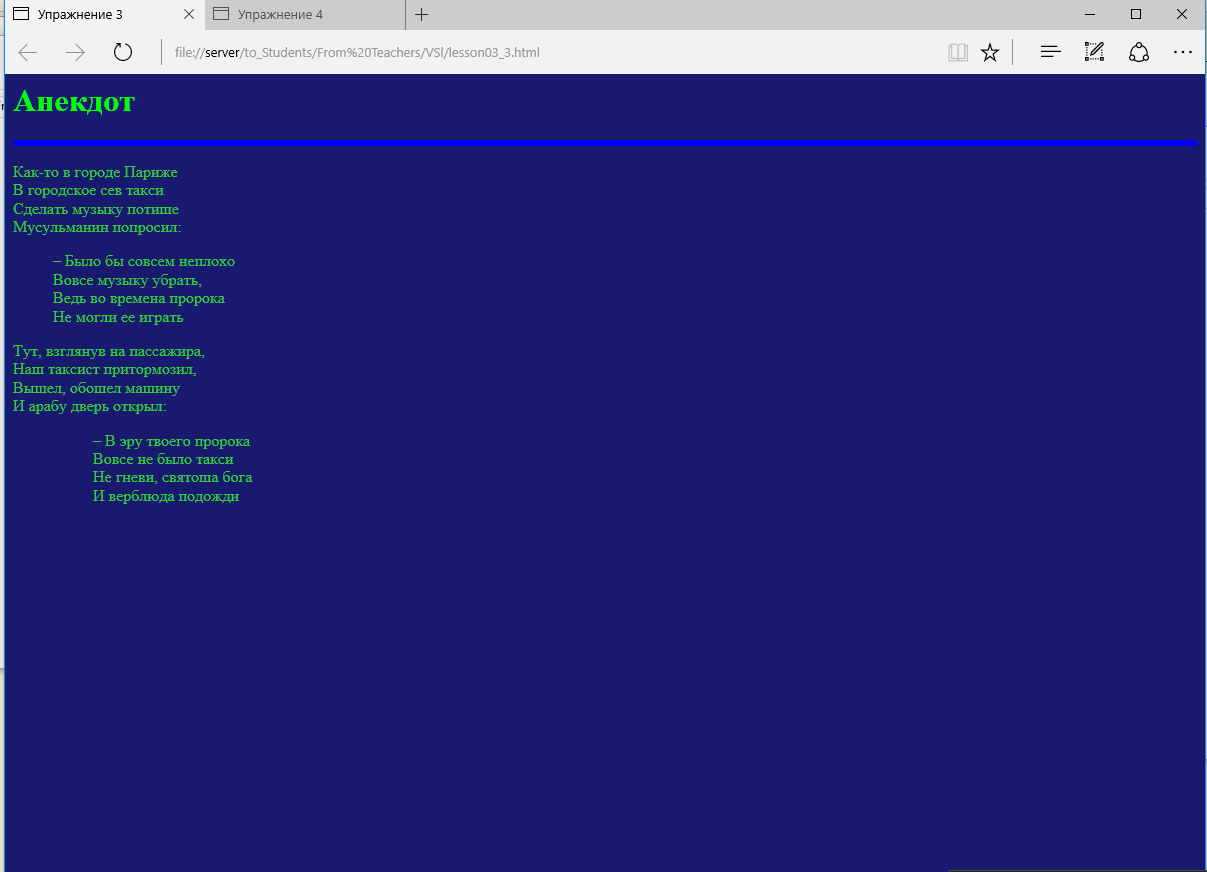 Упражнение 3
Упражнение 4
file://server/to_Students/From%20Teachers/VSl/lesson03_3.html
Анекдот
Как-то в городе Париже
В городское сев такси
Сделать музыку потише
Мусульманин попросил:
– Было бы совсем неплохо
Вовсе музыку убрать,
Ведь во времена пророка
Не могли ее играть
Тут, взглянув на пассажира,
Наш таксист притормозил,
Вышел, обошел машину
И арабу дверь открыл:
– В эру твоего пророка
Вовсе не было такси
Не гневи, святоша бога
И верблюда подожди